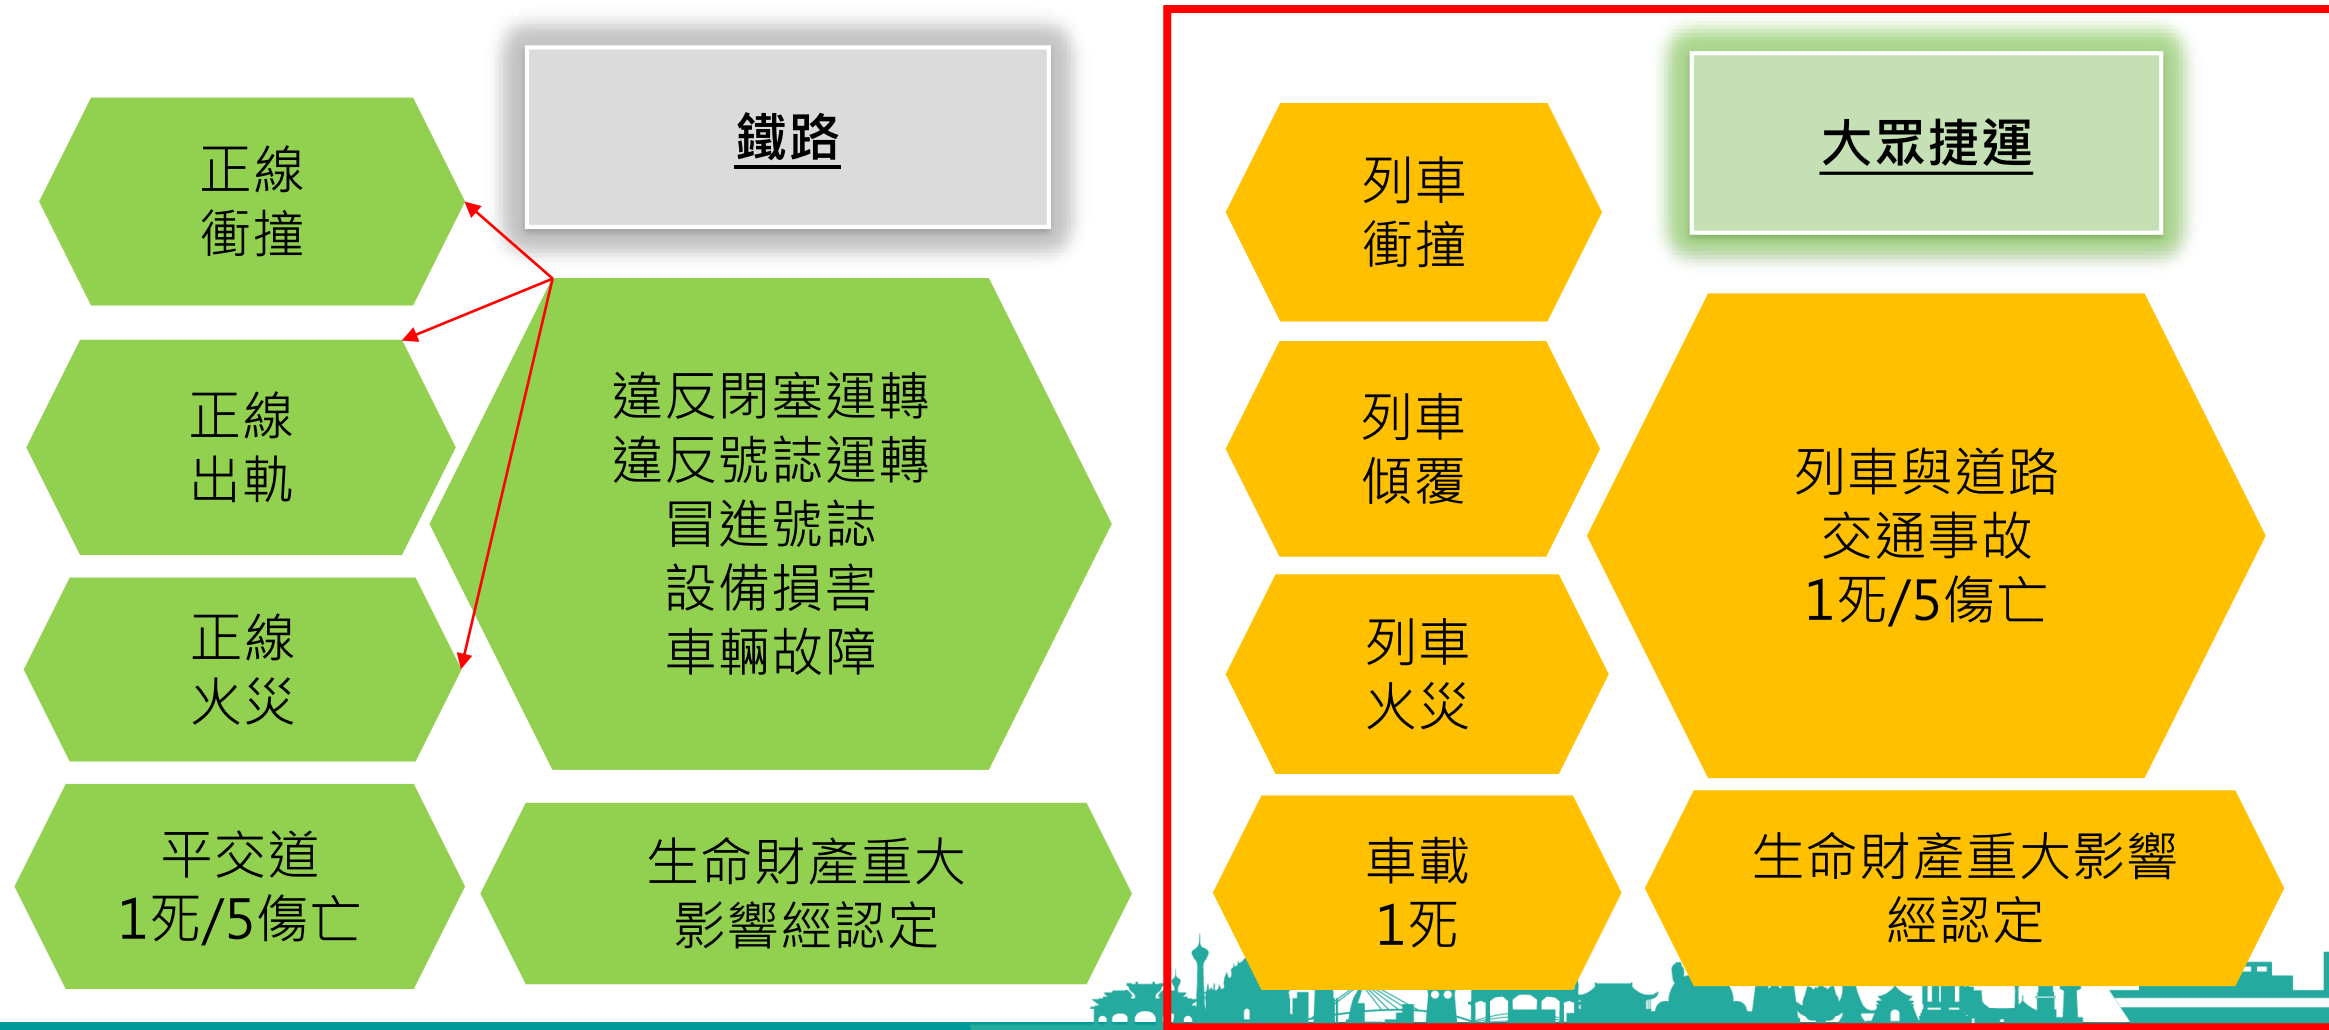 鐵路
正線
衝撞
正線
出軌
正線
火災
平交道
1死/5傷亡
違反閉塞運轉
違反號誌運轉
冒進號誌
設備損害
車輛故障
生命財產重大
影響經認定
大眾捷運
列車
衝撞
列車
傾覆
列車
火災
車載
1死
列車與道路
交通事故
1死/5傷亡
生命財產重大影響
經認定